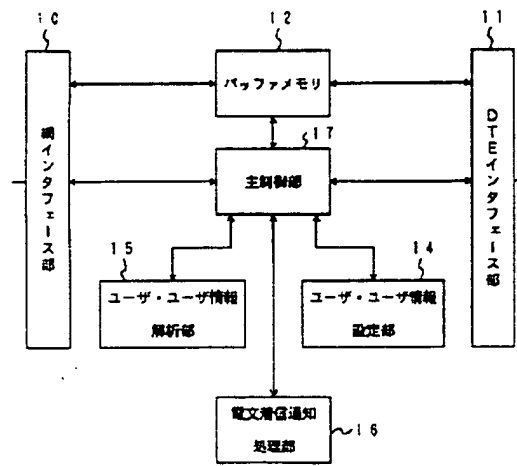 10
12
11
バッファメモリ
17
網インタフェース部
主制御部
DTEインタフェース部
15
14
ユーザ・ユーザ情報
解析部
ユーザ・ユーザ情報
設定部
電文着信通知
処理部
16